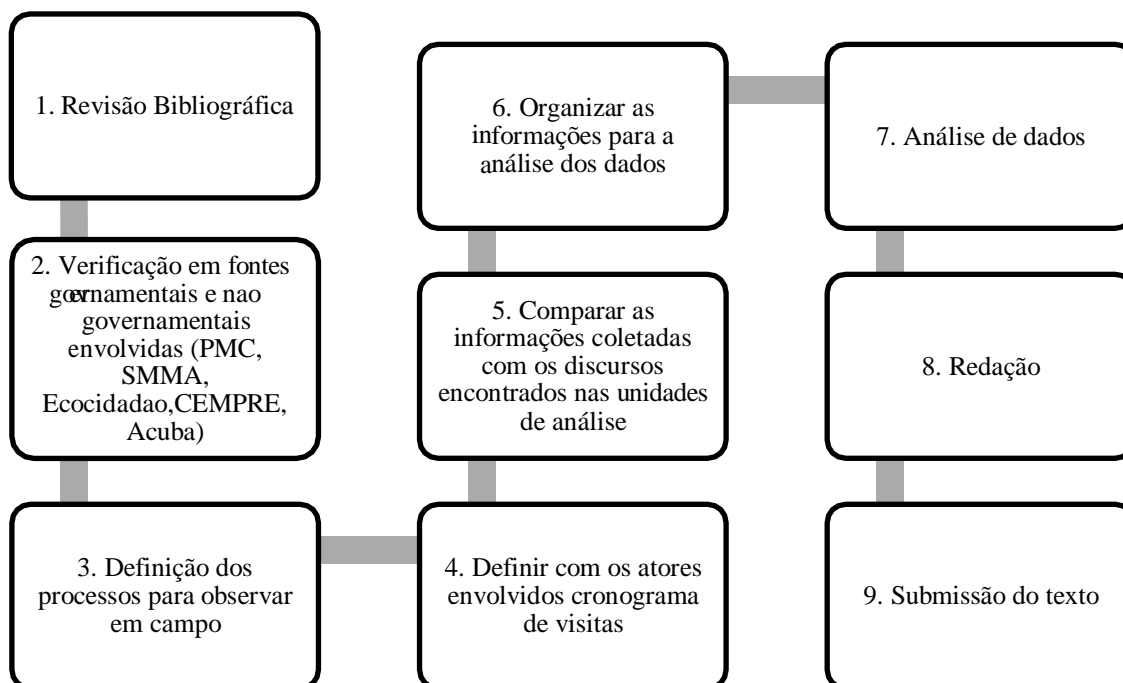 1. Revisão Bibliográfica
2. Verificação em fontes
governamentais e nao
governamentais
envolvidas (PMC,
SMMA,
Ecocidadao,CEMPRE,
Acuba)
3. Definição dos
processos para observar
em campo
4. Definir com os atores
envolvidos cronograma
de visitas
5. Comparar as
informações coletadas
com os discursos
encontrados nas unidades
de análise
6. Organizar as
informações para a
análise dos dados
7. Análise de dados
8. Redação
9. Submissão do texto